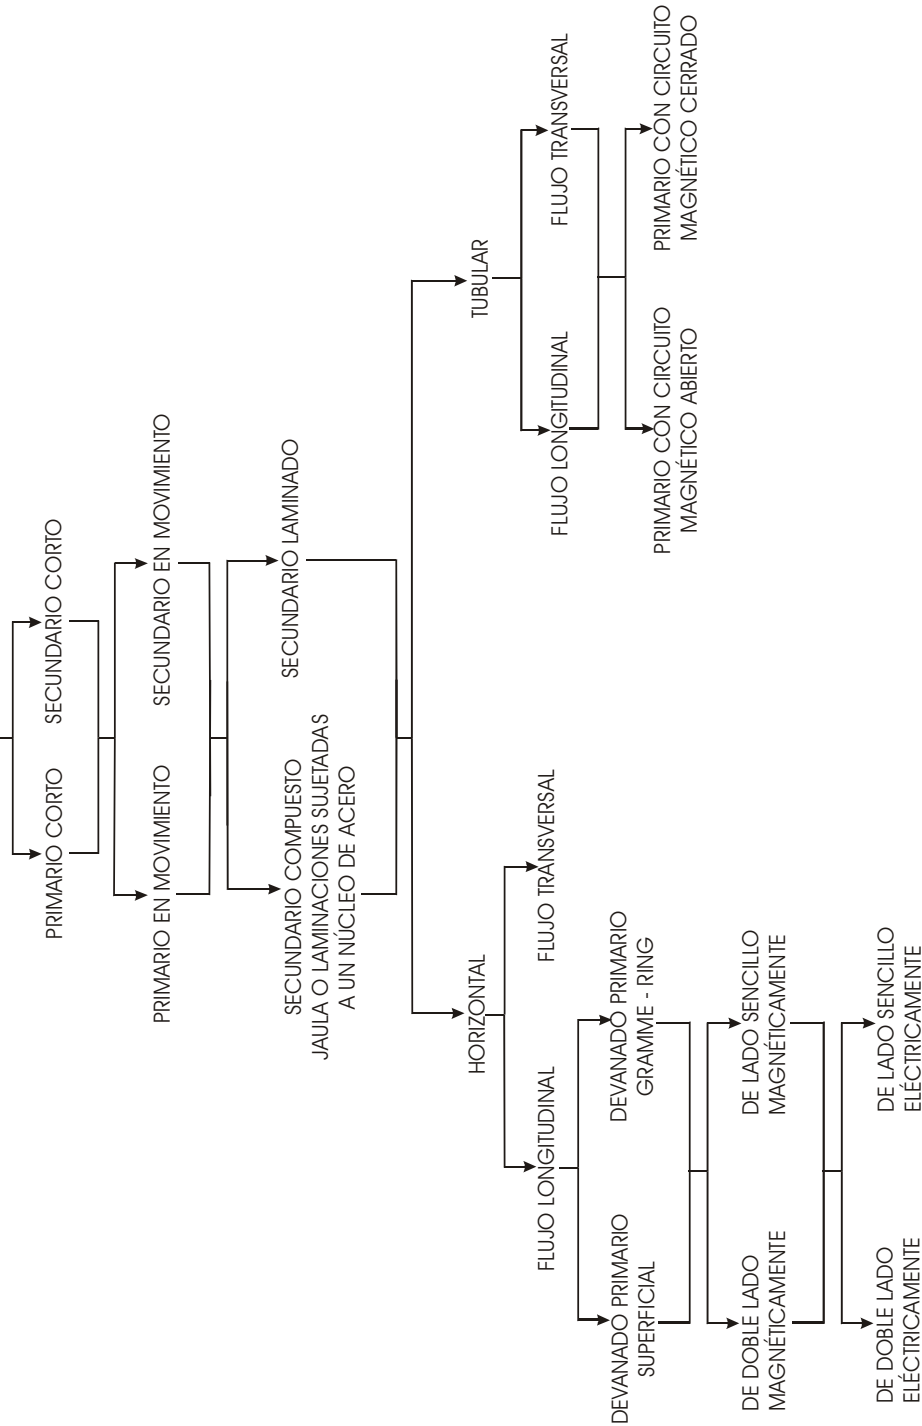 PRIMARIO CORTO
SECUNDARIO CORTO
PRIMARIO EN MOVIMIENTO
SECUNDARIO EN MOVIMIENTO
SECUNDARIO COMPUESTO
JAULA O LAMINACIONES SUJETADAS
A UN NÚCLEO DE ACERO
SECUNDARIO LAMINADO
HORIZONTAL
TUBULAR
FLUJO LONGITUDINAL
FLUJO TRANSVERSAL
FLUJO LONGITUDINAL
FLUJO TRANSVERSAL
DEVANADO PRIMARIO
SUPERFICIAL
DEVANADO PRIMARIO
GRAMME - RING
PRIMARIO CON CIRCUITO
MAGNÉTICO ABIERTO
PRIMARIO CON CIRCUITO
MAGNÉTICO CERRADO
DE DOBLE LADO
MAGNÉTICAMENTE
DE LADO SENCILLO
MAGNÉTICAMENTE
DE DOBLE LADO
ELÉCTRICAMENTE
DE LADO SENCILLO
ELÉCTRICAMENTE